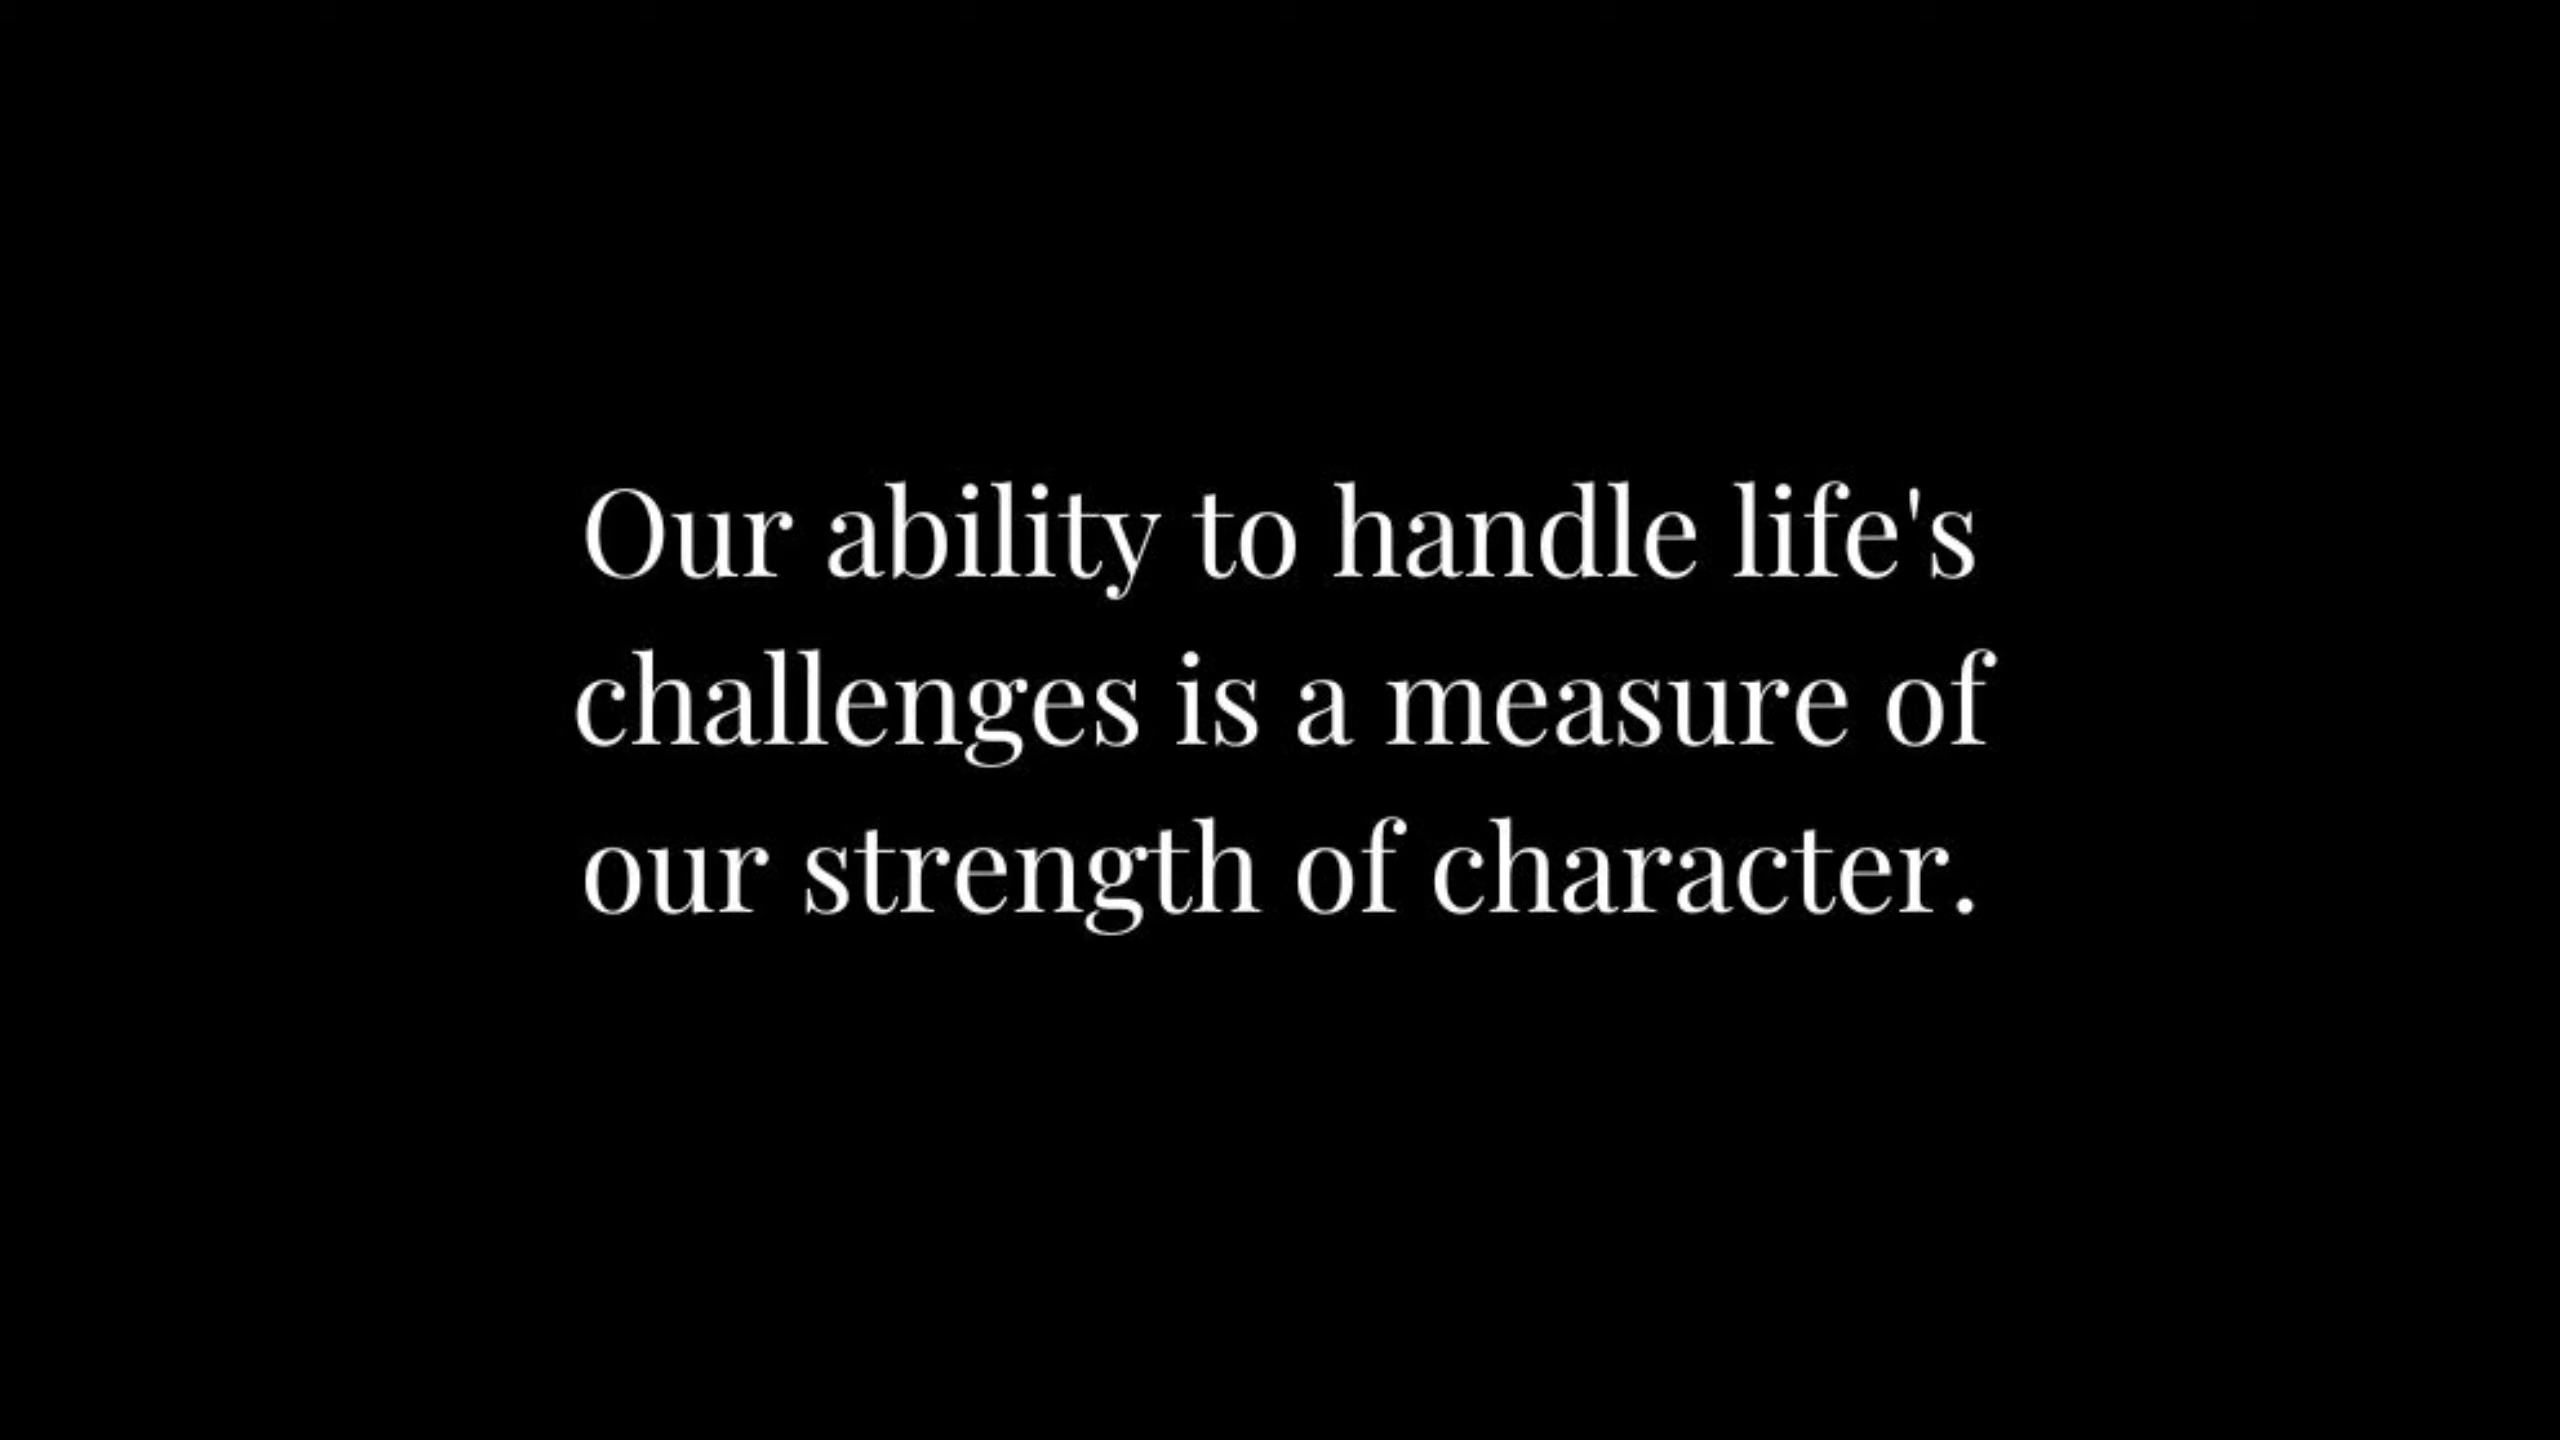 Our ability to handle life's
challenges is a measure of
our strength of character.